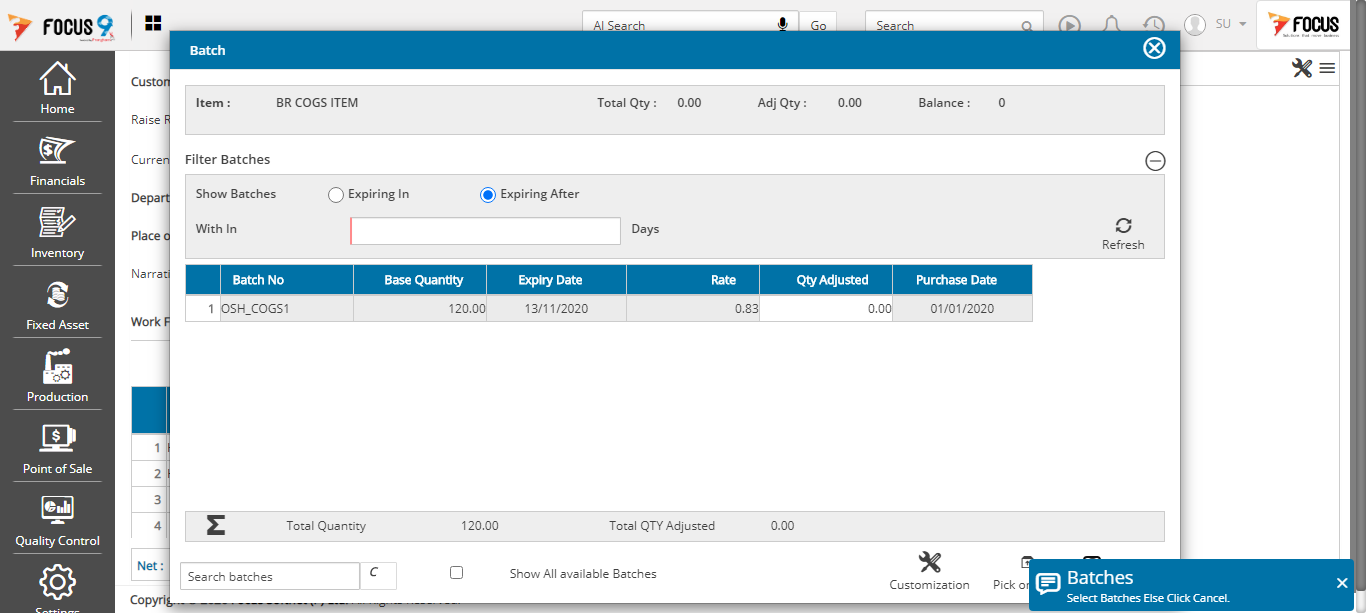 FOCUS 9
AI Search
Go
Search
SU
FOCUS
Batch
Home
Financials
Inventory
Fixed Asset
Production
Point of Sale
Quality Control
Settings
Custom
Raise R
Curren
Depart
Place o
Narrati
Work F
1
2
3
4
Net :
Item : BR COGS ITEM Total Qty : 0.00 Adj Qty : 0.00 Balance : 0
Filter Batches
Show Batches Expiring In Expiring After
With In Days
Refresh
Batch No Base Quantity Expiry Date Rate Qty Adjusted Purchase Date
1 OSH_COGS1 120.00 13/11/2020 0.83 0.00 01/01/2020
Σ Total Quantity 120.00 Total QTY Adjusted 0.00
Search batches C Show All available Batches
Customization Pick on
Batches
Select Batches Else Click Cancel.